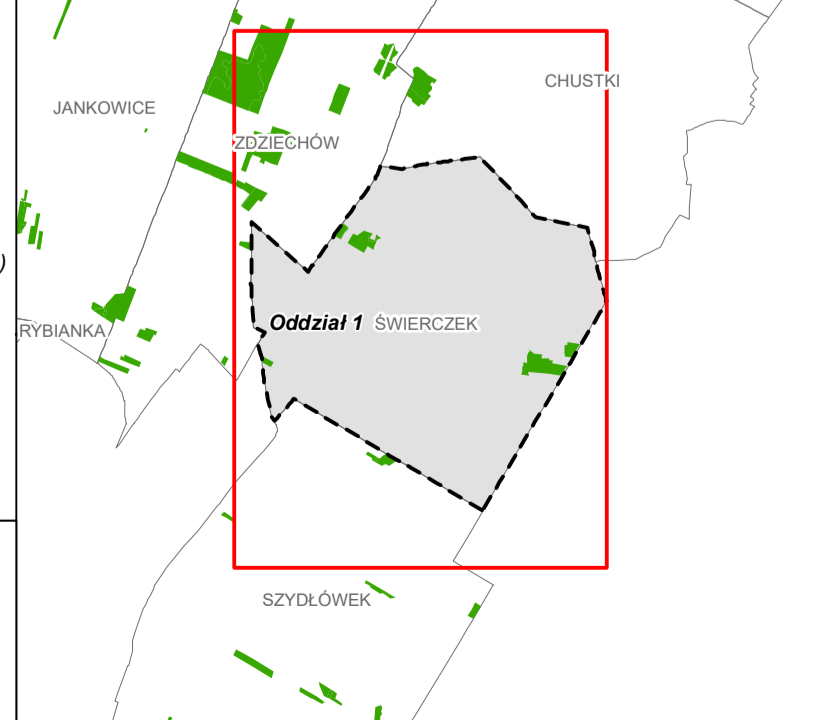 CHUSTKI
JANKOWICE
ZDZIECHÓW
)
Oddział 1 ŚWIERCZEK
RYBIANKA
SZYDŁÓWEK